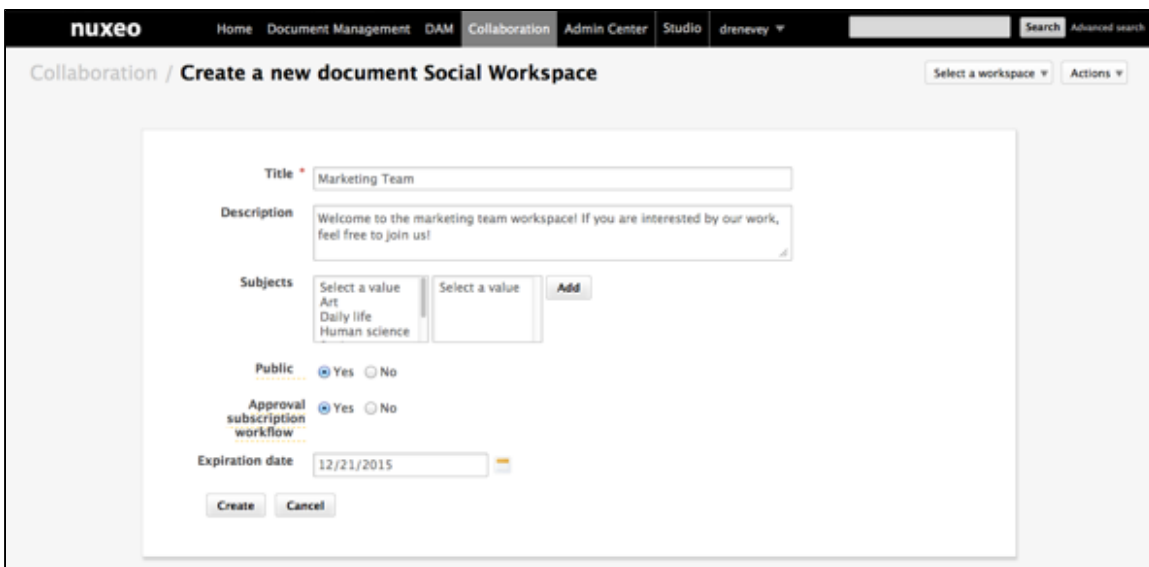 nuxeo Home Document Management DAM Collaboration Admin Center Studio drenevey Search Advanced search
Collaboration / Create a new document Social Workspace Select a workspace Actions
Title * Marketing Team
Description Welcome to the marketing team workspace! If you are interested by our work,
feel free to join us!
Subjects Select a value Select a value Add
Art
Daily life
Human science
Public Yes No
Approval Yes No
subscription
workflow
Expiration date 12/21/2015
Create Cancel